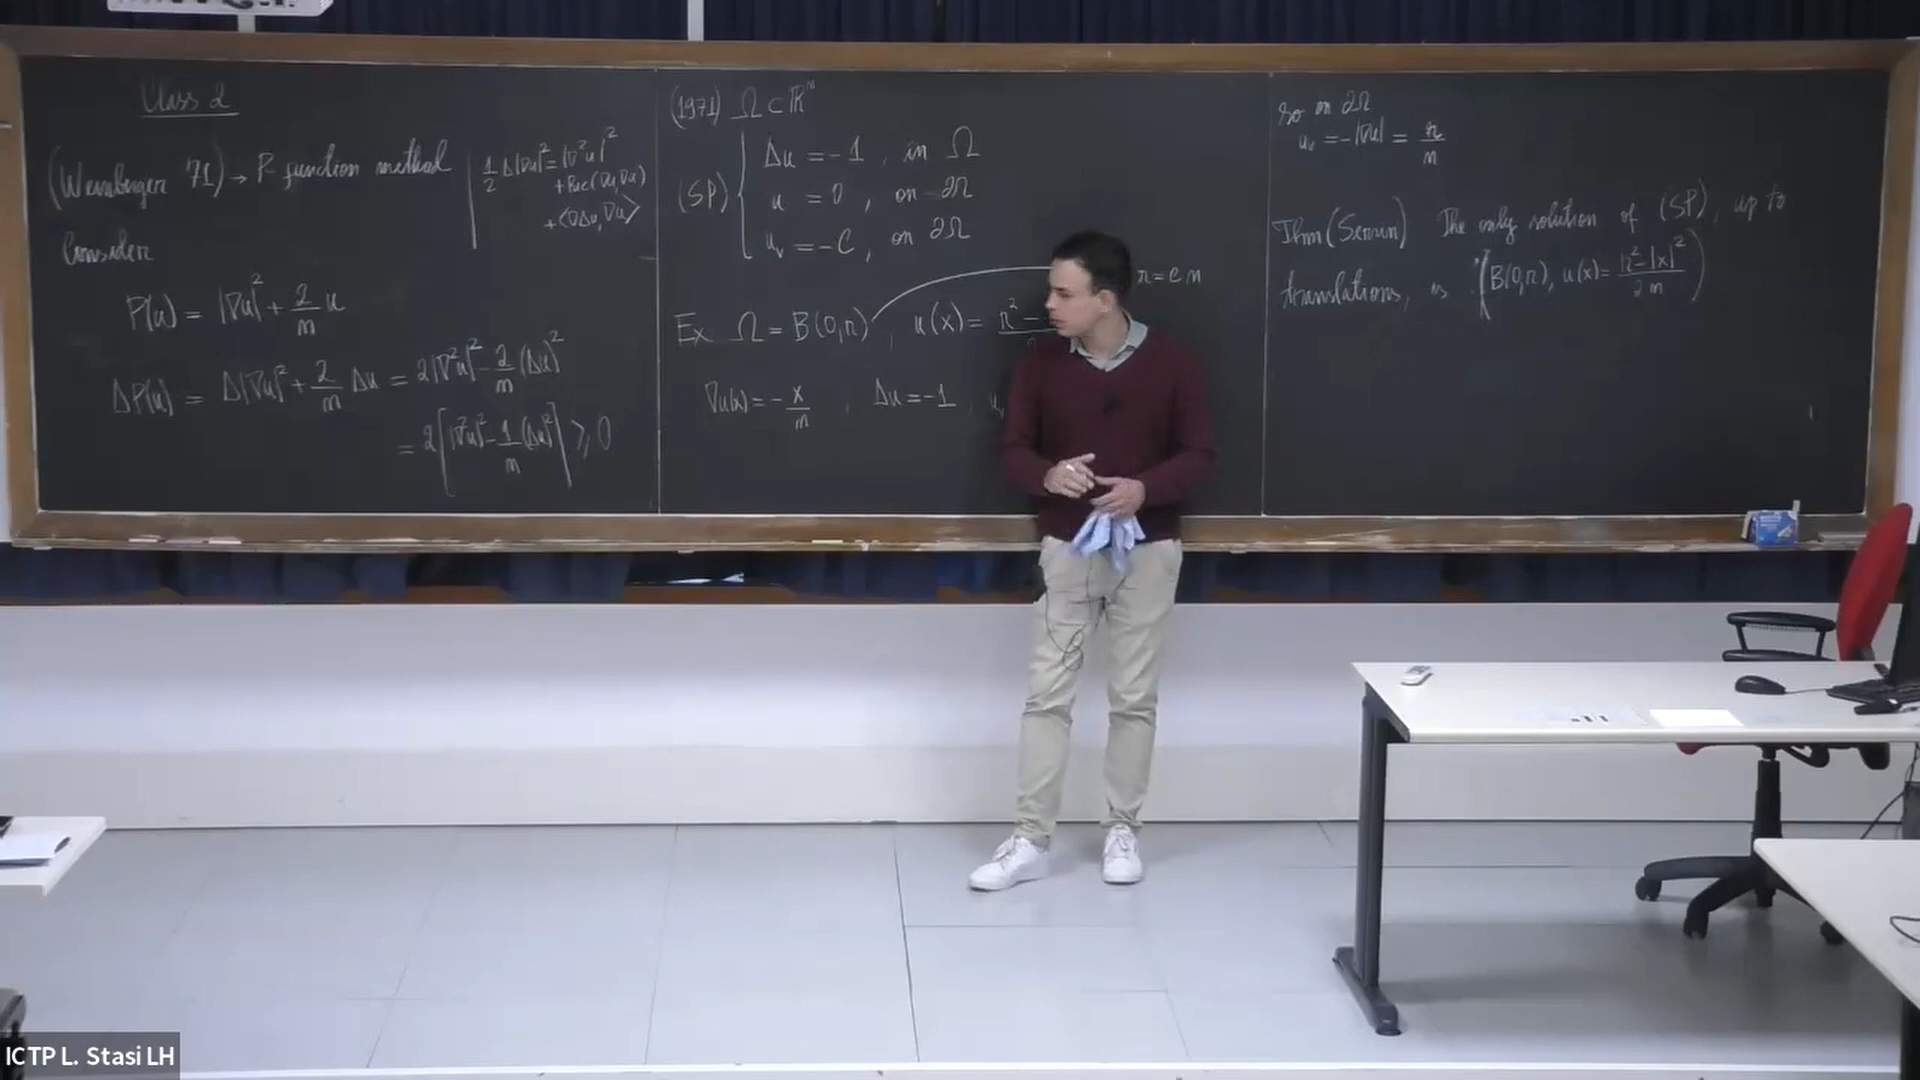 Class 2
(Weinberger '71) → P-function method
1/2 Δ|∇u|² = |∇²u|²
+ Ric(∇u,∇u)
+ <∇Δu,∇u>
Consider
P(u) = |∇u|² + 2/n u
ΔP(u) = Δ|∇u|² + 2/n Δu = 2|∇²u|² - 2/n (Δu)²
= 2[|∇²u|² - 1/n (Δu)²] ≥ 0
(1971) Ω ⊂ ℝⁿ
(SP) { Δu = -1 , in Ω
u = 0 , on ∂Ω
u_ν = -C , on ∂Ω
r = c n
Ex Ω = B(0,r) , u(x) = r² -
∇u(x) = - x/n , Δu = -1 , u_ν
so on ∂Ω
u_ν = -|∇u| = r/n
Thm (Serrin) The only solution of (SP), up to
translations, is (B(0,r), u(x) = r² - |x|² / 2n)
ICTP L. Stasi LH